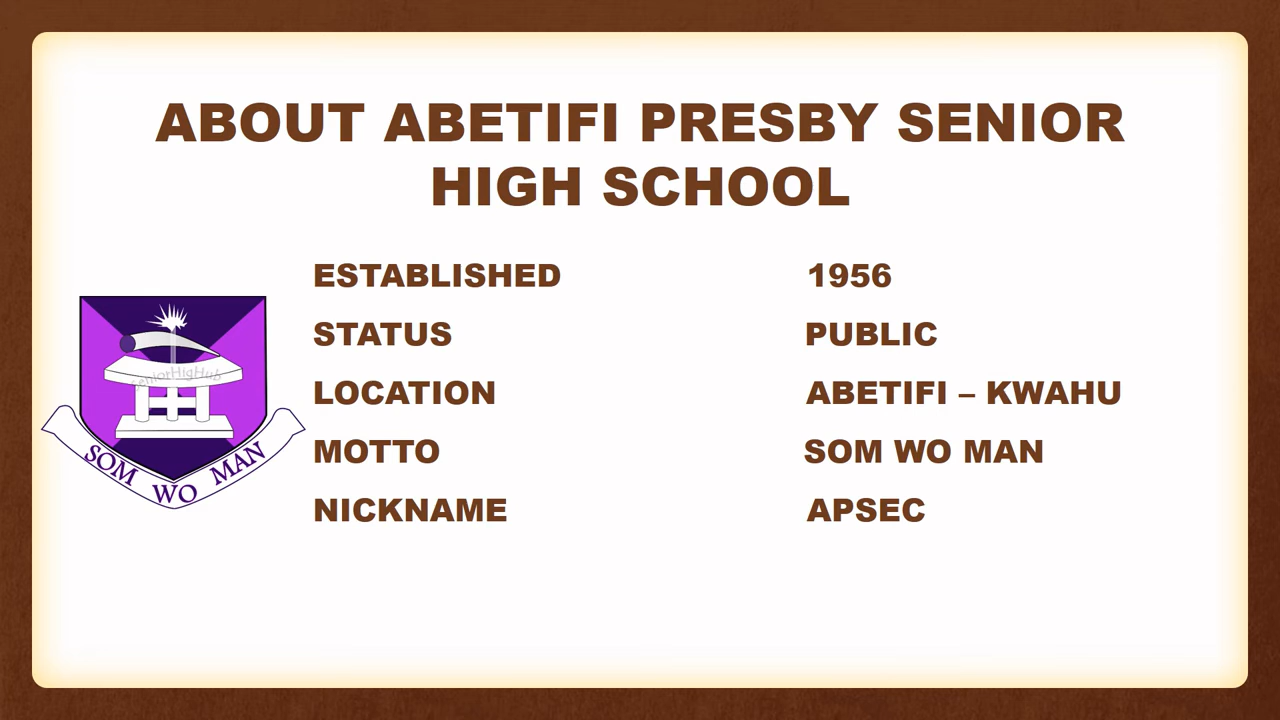 ABOUT ABETIFI PRESBY SENIOR
HIGH SCHOOL
ESTABLISHED 1956
STATUS PUBLIC
LOCATION ABETIFI – KWAHU
MOTTO SOM WO MAN
NICKNAME APSEC
SeniorHigHub
SOM WO MAN